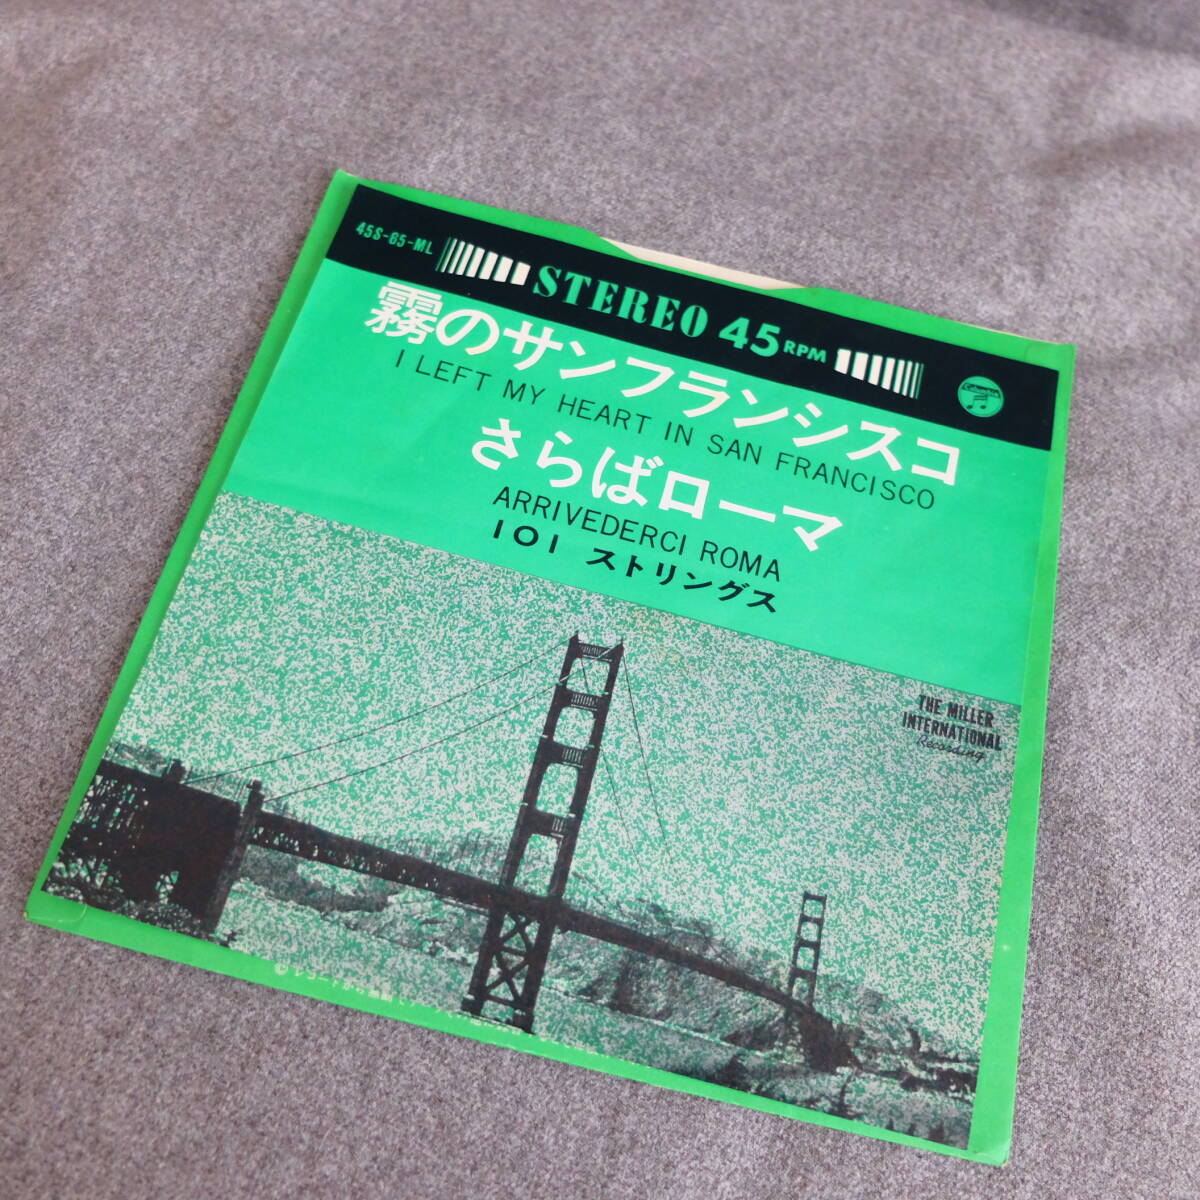 45S-65-ML
STEREO 45 RPM
Columbia
霧のサンフランシスコ
I LEFT MY HEART IN SAN FRANCISCO
さらばローマ
ARRIVEDERCI ROMA
101 ストリングス
THE MILLER
INTERNATIONAL
Recording